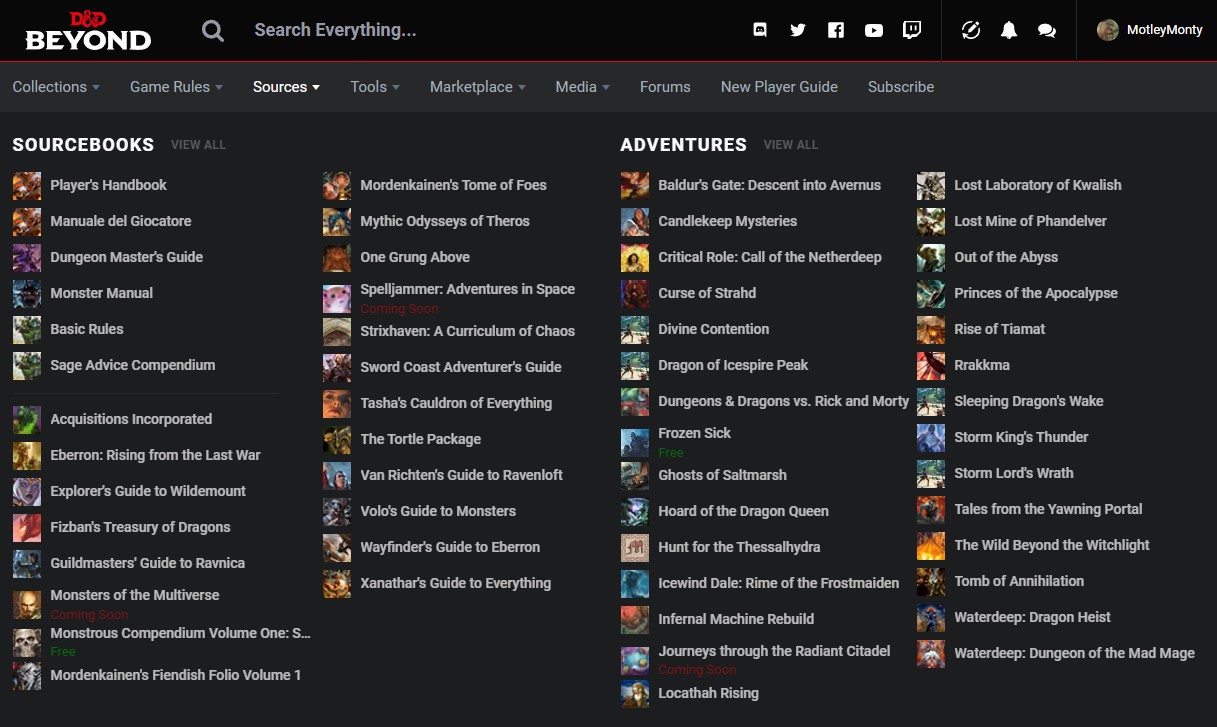 D&D
BEYOND
Search Everything...
MotleyMonty
Collections
Game Rules
Sources
Tools
Marketplace
Media
Forums
New Player Guide
Subscribe
SOURCEBOOKS
VIEW ALL
Player's Handbook
Manuale del Giocatore
Dungeon Master's Guide
Monster Manual
Basic Rules
Sage Advice Compendium
Acquisitions Incorporated
Eberron: Rising from the Last War
Explorer's Guide to Wildemount
Fizban's Treasury of Dragons
Guildmasters' Guide to Ravnica
Monsters of the Multiverse
Coming Soon
Monstrous Compendium Volume One: S...
Free
Mordenkainen's Fiendish Folio Volume 1
Mordenkainen's Tome of Foes
Mythic Odysseys of Theros
One Grung Above
Spelljammer: Adventures in Space
Coming Soon
Strixhaven: A Curriculum of Chaos
Sword Coast Adventurer's Guide
Tasha's Cauldron of Everything
The Tortle Package
Van Richten's Guide to Ravenloft
Volo's Guide to Monsters
Wayfinder's Guide to Eberron
Xanathar's Guide to Everything
ADVENTURES
VIEW ALL
Baldur's Gate: Descent into Avernus
Candlekeep Mysteries
Critical Role: Call of the Netherdeep
Curse of Strahd
Divine Contention
Dragon of Icespire Peak
Dungeons & Dragons vs. Rick and Morty
Frozen Sick
Free
Ghosts of Saltmarsh
Hoard of the Dragon Queen
Hunt for the Thessalhydra
Icewind Dale: Rime of the Frostmaiden
Infernal Machine Rebuild
Journeys through the Radiant Citadel
Coming Soon
Locathah Rising
Lost Laboratory of Kwalish
Lost Mine of Phandelver
Out of the Abyss
Princes of the Apocalypse
Rise of Tiamat
Rrakkma
Sleeping Dragon's Wake
Storm King's Thunder
Storm Lord's Wrath
Tales from the Yawning Portal
The Wild Beyond the Witchlight
Tomb of Annihilation
Waterdeep: Dragon Heist
Waterdeep: Dungeon of the Mad Mage